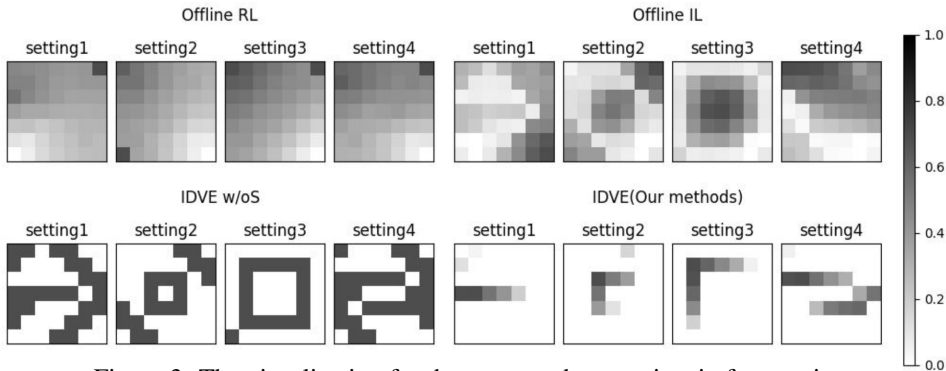 Offline RL
Offline IL
setting1 setting2 setting3 setting4 setting1 setting2 setting3 setting4
1.0
0.8
0.6
IDVE w/oS
IDVE(Our methods)
setting1 setting2 setting3 setting4 setting1 setting2 setting3 setting4
0.4
0.2
0.0